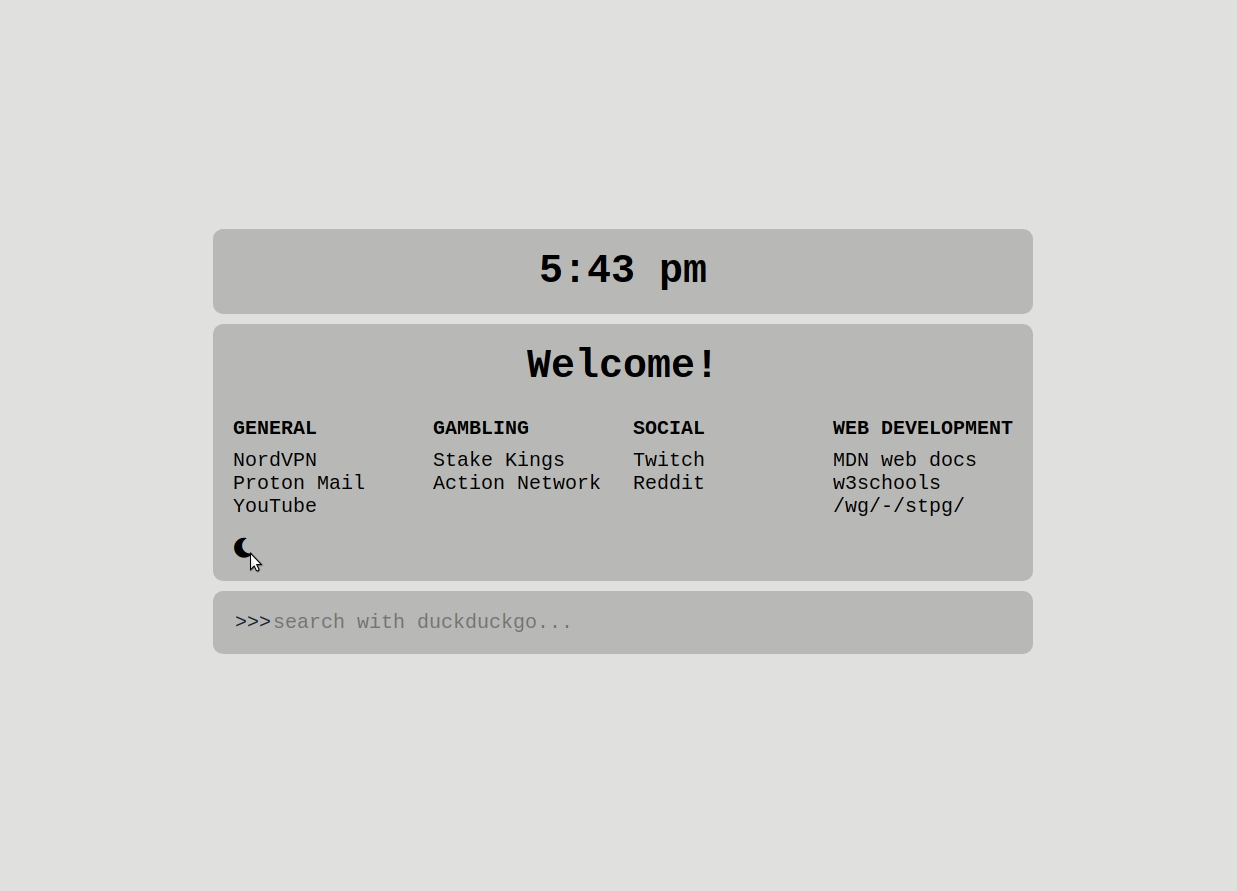 5:43 pm
Welcome!
GENERAL
NordVPN
Proton Mail
YouTube
GAMBLING
Stake Kings
Action Network
SOCIAL
Twitch
Reddit
WEB DEVELOPMENT
MDN web docs
w3schools
/wg/-/stpg/
>>>search with duckduckgo...